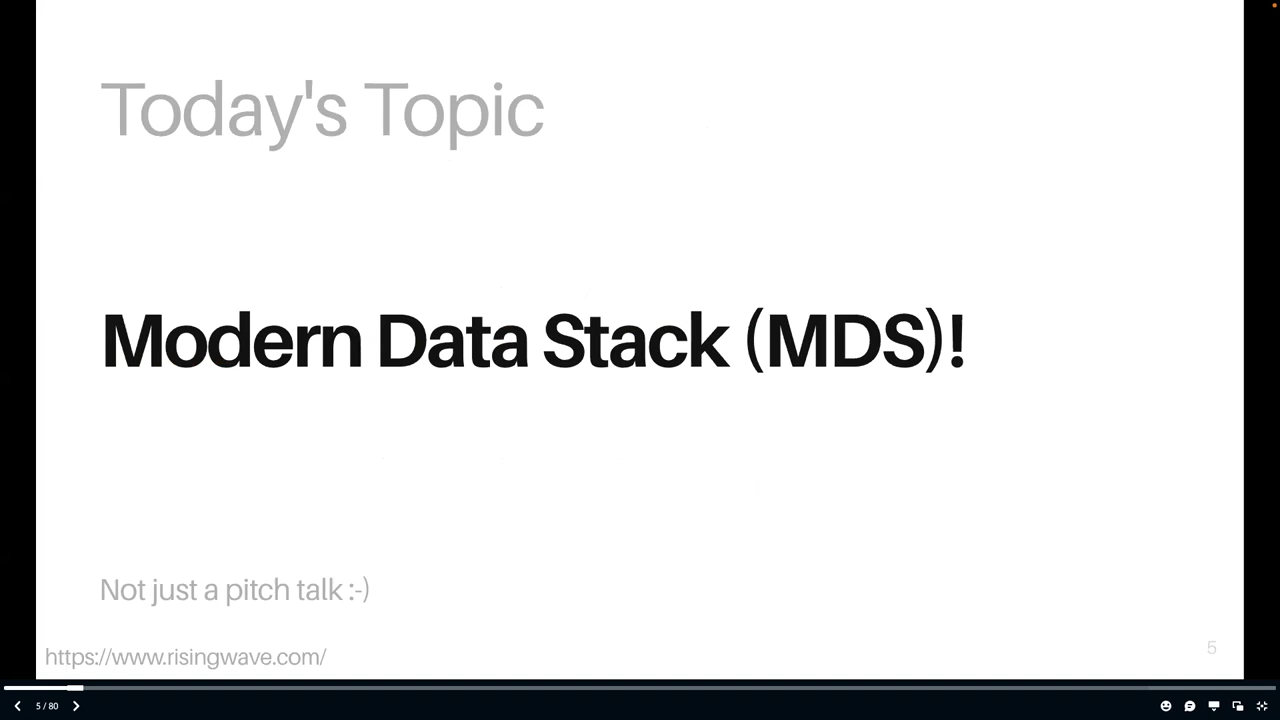 Today's Topic
Modern Data Stack (MDS)!
Not just a pitch talk :-)
https://www.risingwave.com/
5
5 / 80